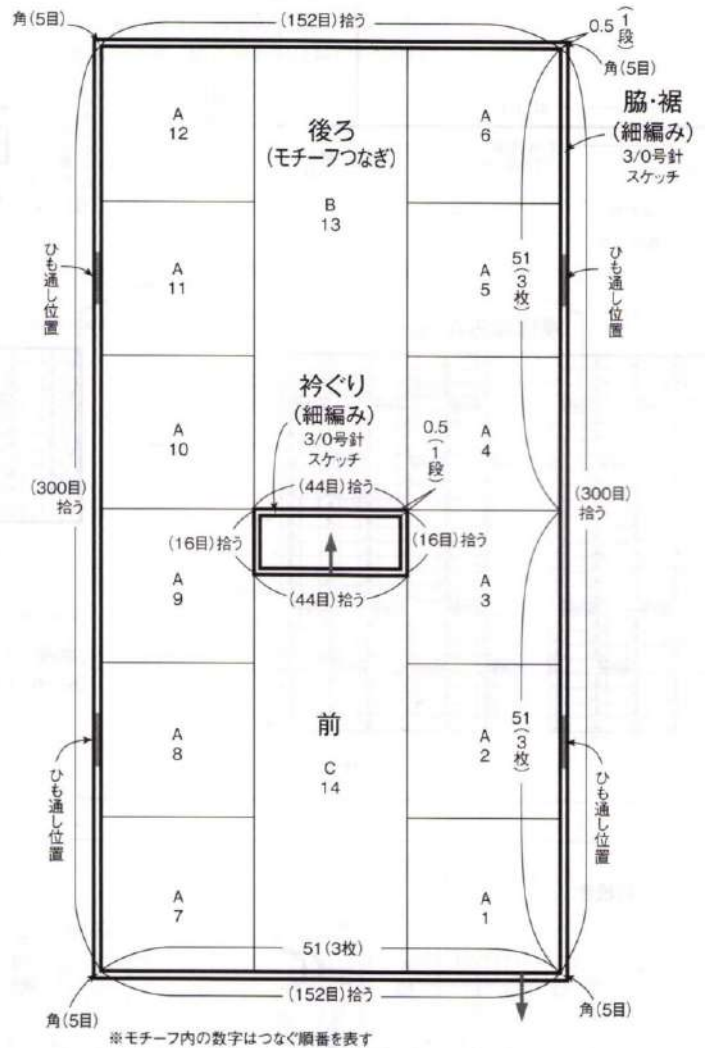 角(5目)
(152目)拾う
0.5(1段)
角(5目)
脇・裾
(細編み)
3/0号針
スケッチ
A
12
後ろ
(モチーフつなぎ)
A
6
B
13
ひも通し位置
A
11
A
5
51(3枚)
ひも通し位置
衿ぐり
(細編み)
3/0号針
スケッチ
0.5(1段)
A
10
A
4
(44目)拾う
(300目)
拾う
(300目)
拾う
(16目)拾う
(16目)拾う
(44目)拾う
A
9
A
3
前
C
14
51(3枚)
A
8
A
2
ひも通し位置
ひも通し位置
A
7
A
1
51(3枚)
(152目)拾う
角(5目)
角(5目)
※モチーフ内の数字はつなぐ順番を表す